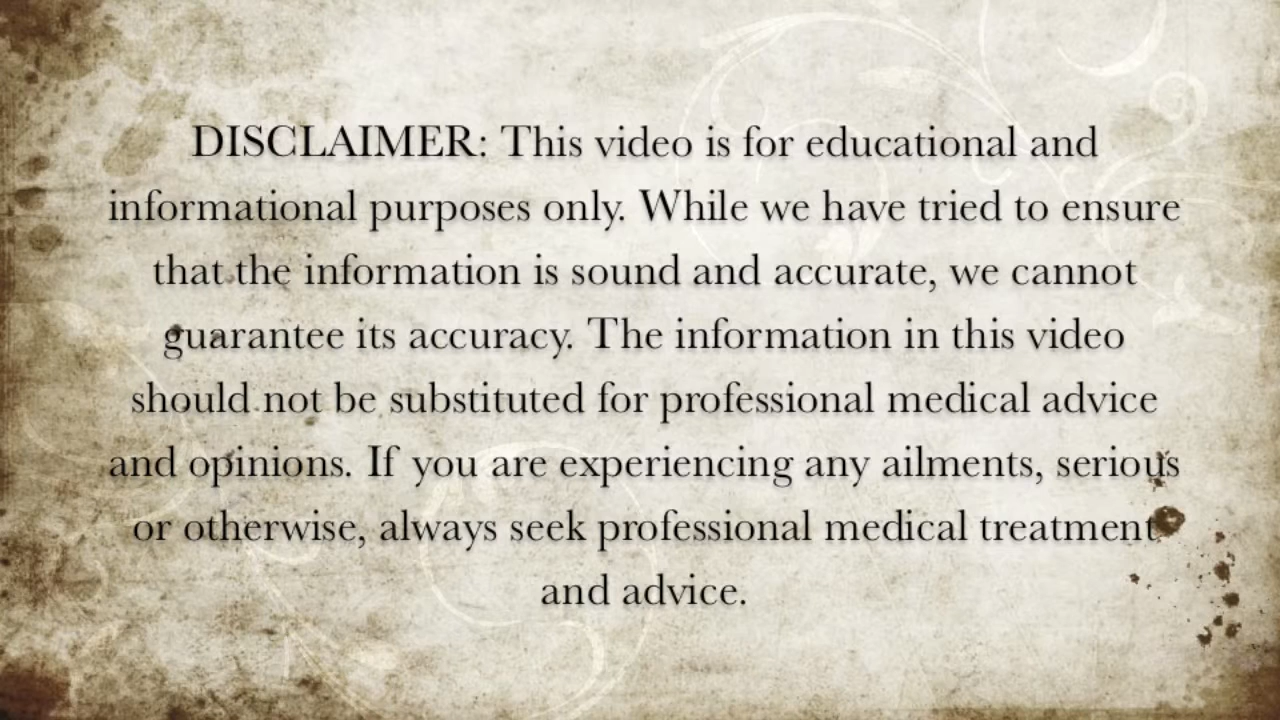 DISCLAIMER: This video is for educational and
informational purposes only. While we have tried to ensure
that the information is sound and accurate, we cannot
guarantee its accuracy. The information in this video
should not be substituted for professional medical advice
and opinions. If you are experiencing any ailments, serious
or otherwise, always seek professional medical treatment
and advice.